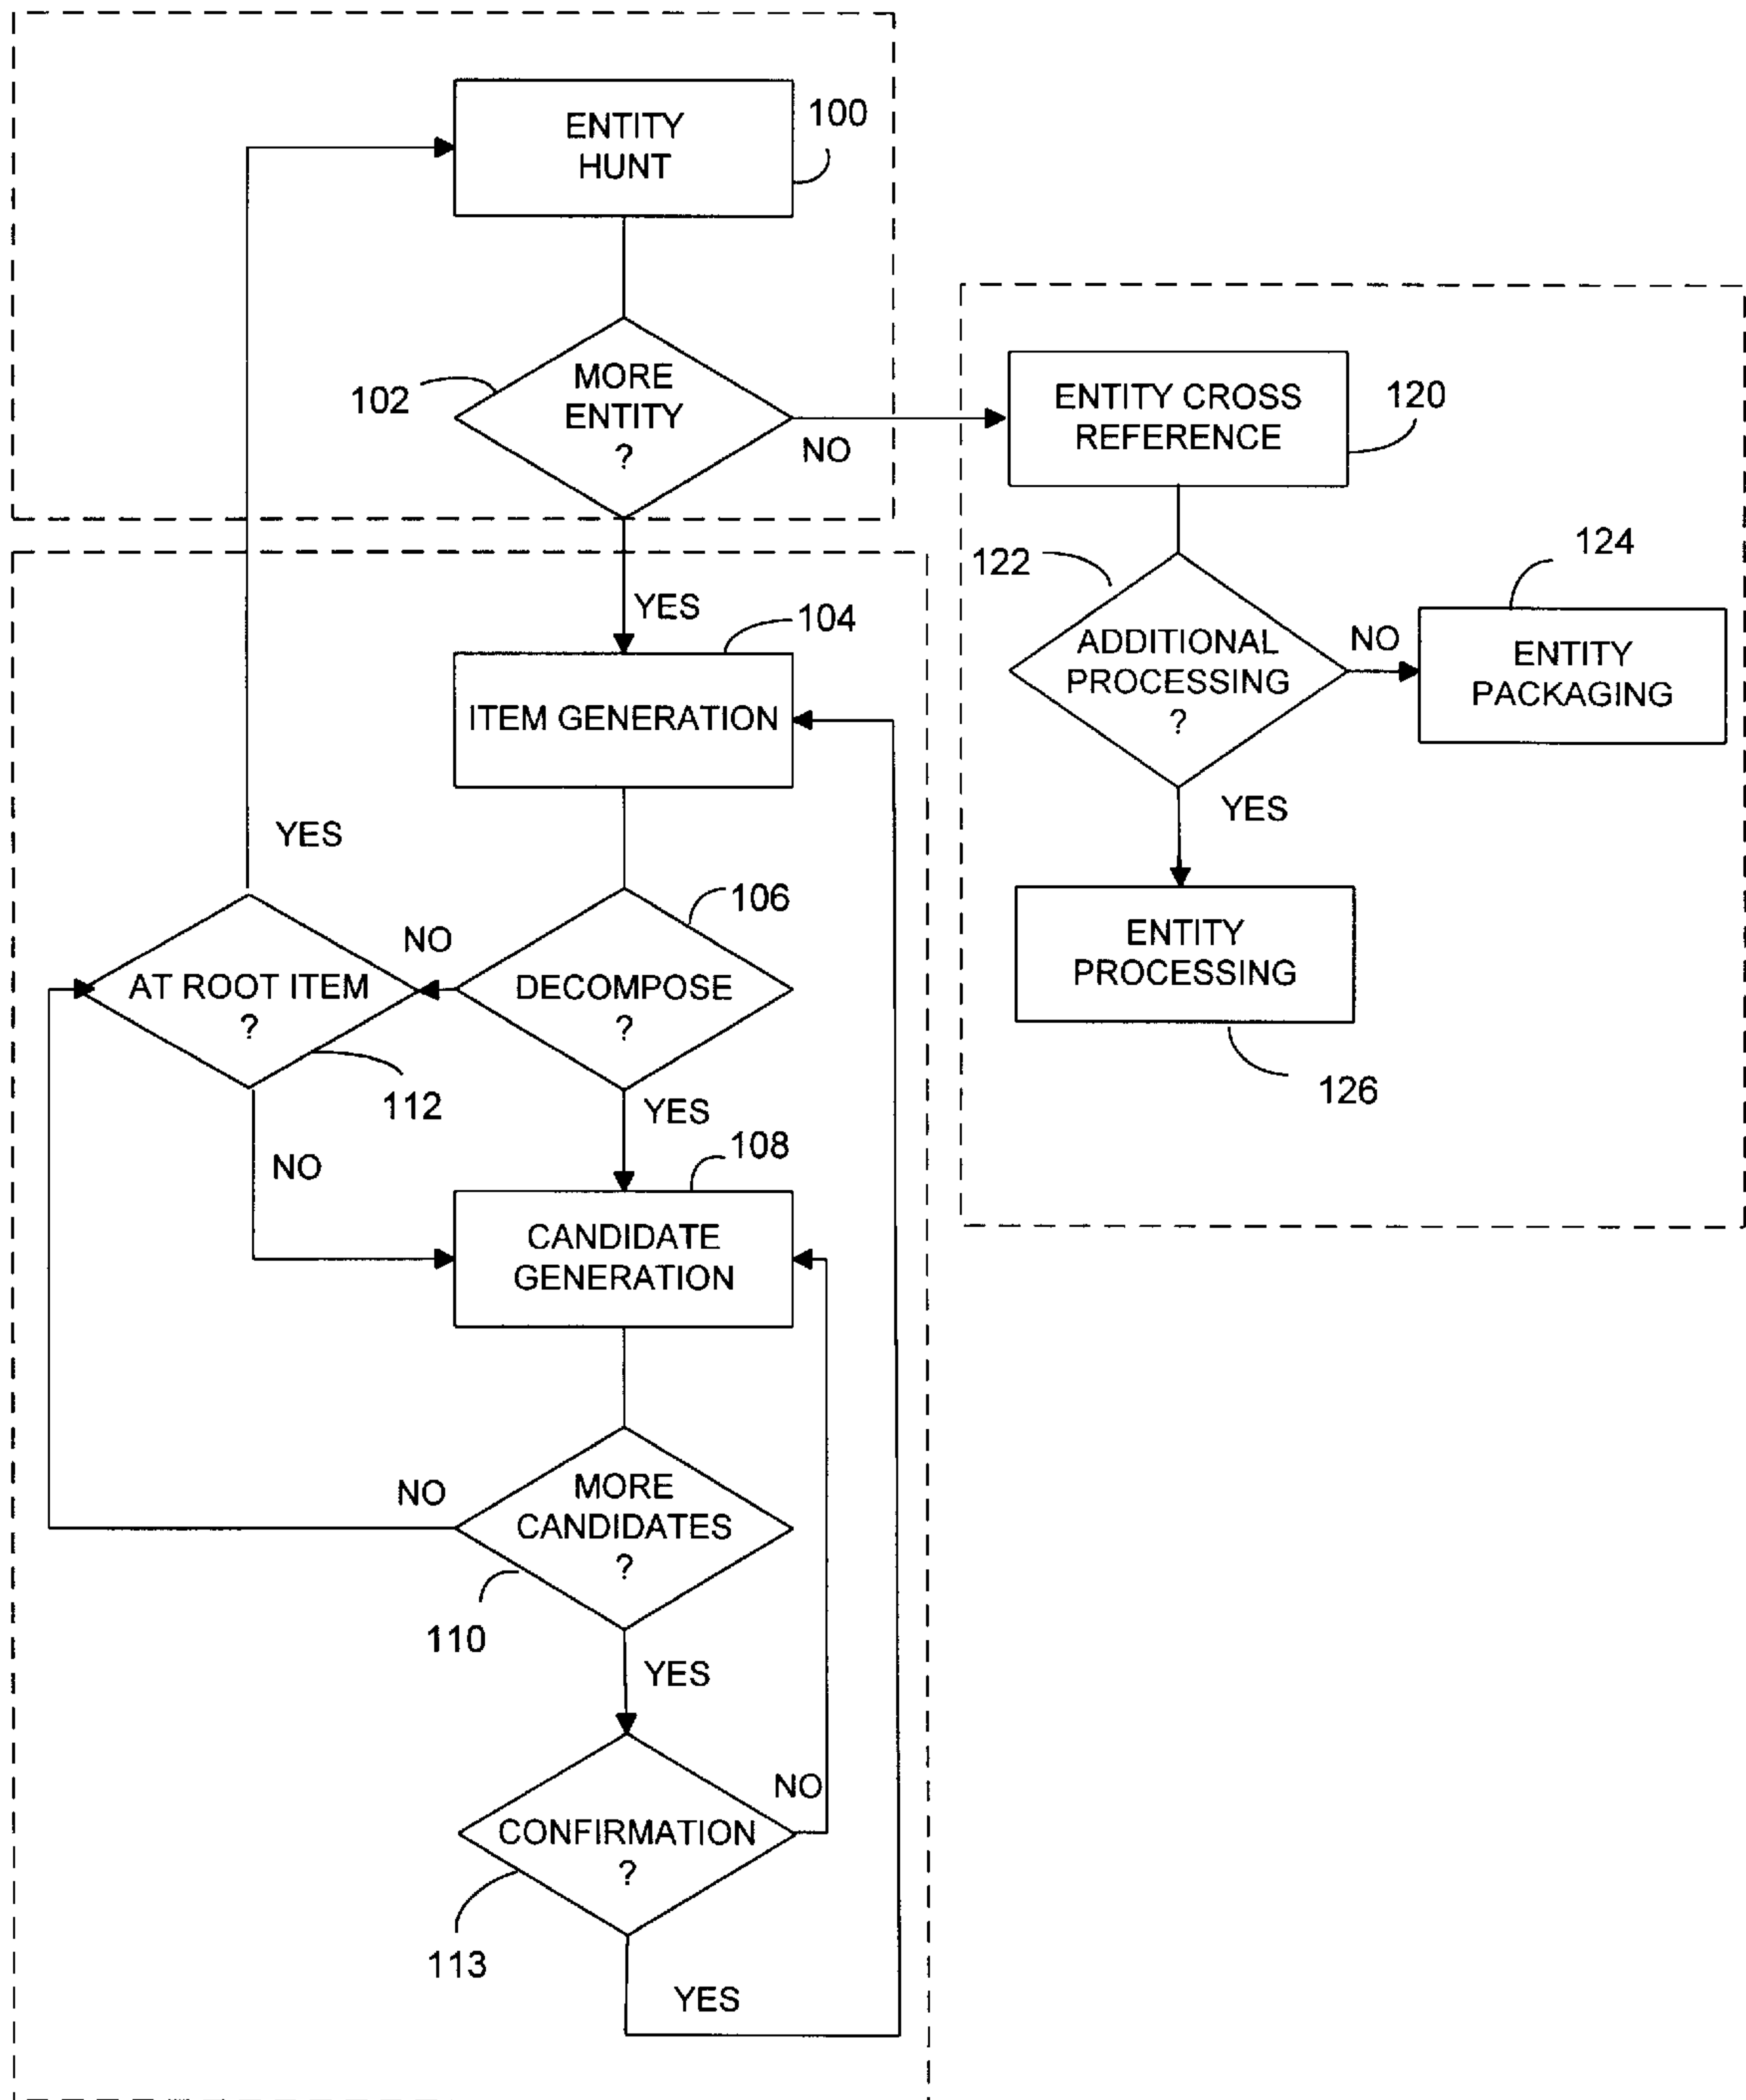 ENTITY
HUNT
100
MORE
ENTITY
?
102
NO
YES
ENTITY CROSS
REFERENCE
120
122
ADDITIONAL
PROCESSING
?
NO
124
ENTITY
PACKAGING
YES
ENTITY
PROCESSING
126
104
ITEM GENERATION
YES
106
NO
AT ROOT ITEM
?
DECOMPOSE
?
112
YES
NO
108
CANDIDATE
GENERATION
NO
MORE
CANDIDATES
?
110
YES
NO
CONFIRMATION
?
113
YES